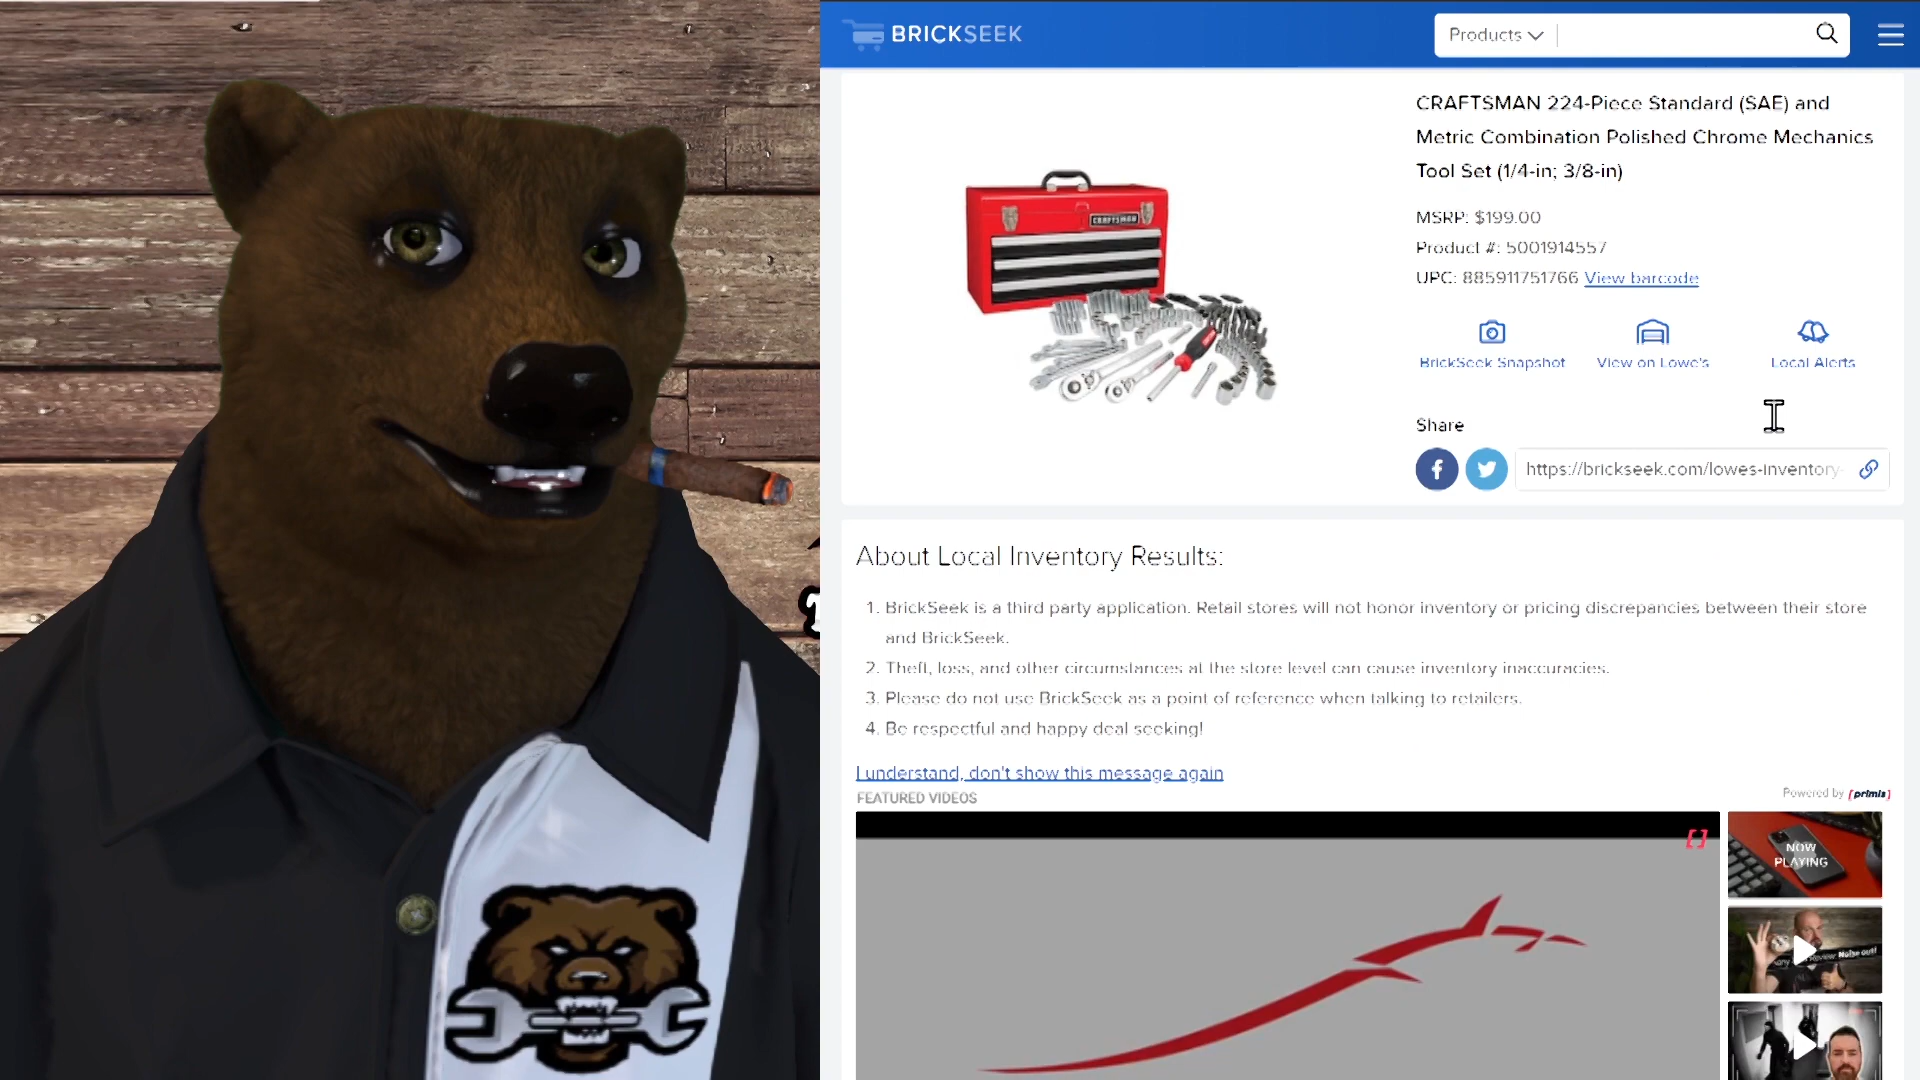 BRICKSEEK
Products
CRAFTSMAN 224-Piece Standard (SAE) and
Metric Combination Polished Chrome Mechanics
Tool Set (1/4-in; 3/8-in)
MSRP: $199.00
Product #: 5001914557
UPC: 885911751766 View barcode
CRAFTSMAN
BrickSeek Snapshot
View on Lowe's
Local Alerts
Share
https://brickseek.com/lowes-inventory-
About Local Inventory Results:
1. BrickSeek is a third party application. Retail stores will not honor inventory or pricing discrepancies between their store
and BrickSeek.
2. Theft, loss, and other circumstances at the store level can cause inventory inaccuracies.
3. Please do not use BrickSeek as a point of reference when talking to retailers.
4. Be respectful and happy deal seeking!
I understand, don't show this message again
FEATURED VIDEOS
Powered by [primis]
NOW
PLAYING
Review: Noise out!